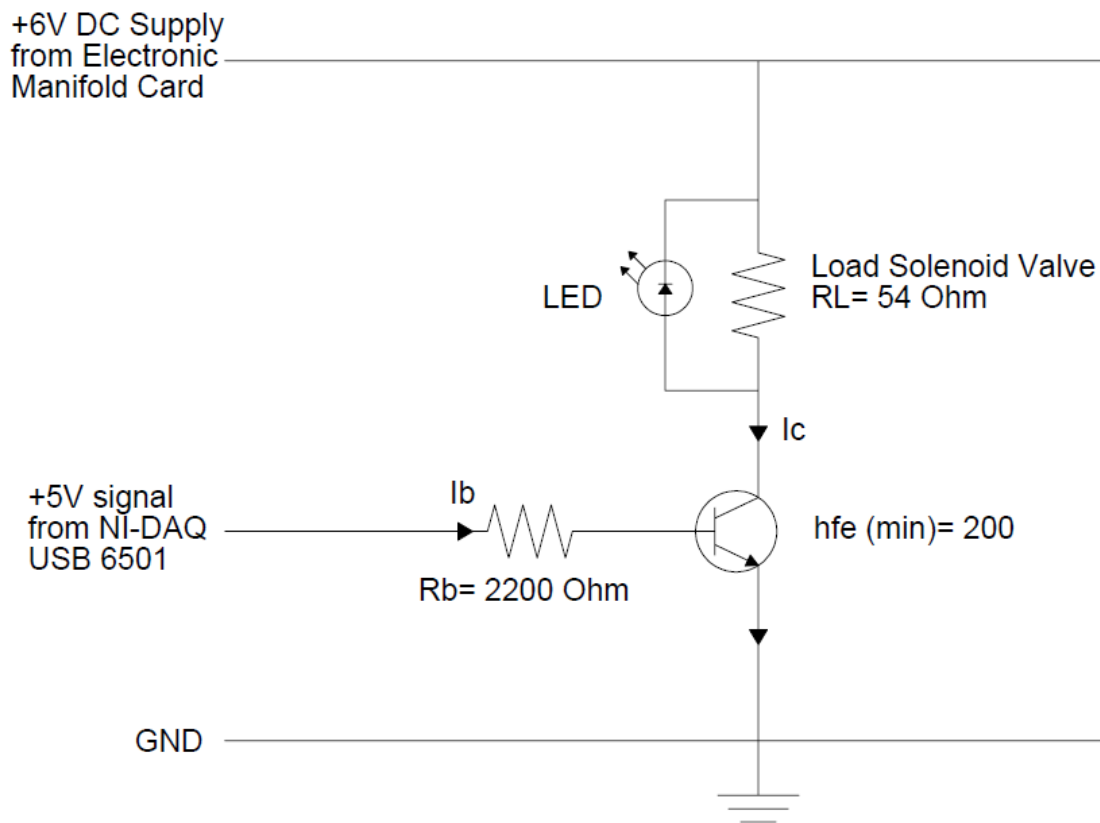 +6V DC Supply
from Electronic
Manifold Card
LED
Load Solenoid Valve
RL= 54 Ohm
Ic
+5V signal
from NI-DAQ
USB 6501
Ib
Rb= 2200 Ohm
hfe (min)= 200
GND